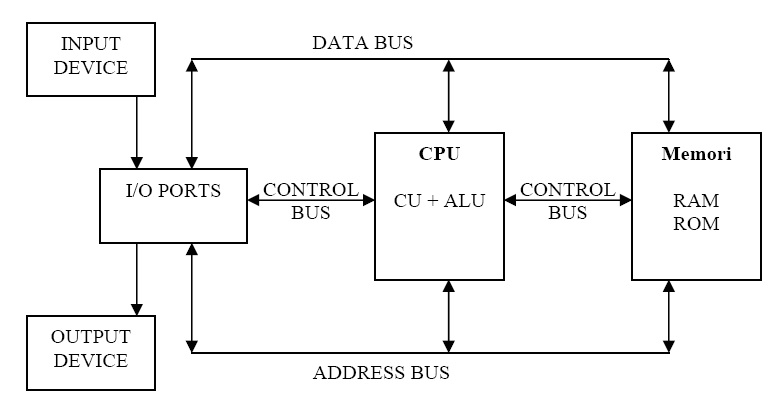 INPUT
DEVICE
DATA BUS
CPU
CU + ALU
Memori
RAM
ROM
I/O PORTS
CONTROL
BUS
CONTROL
BUS
OUTPUT
DEVICE
ADDRESS BUS